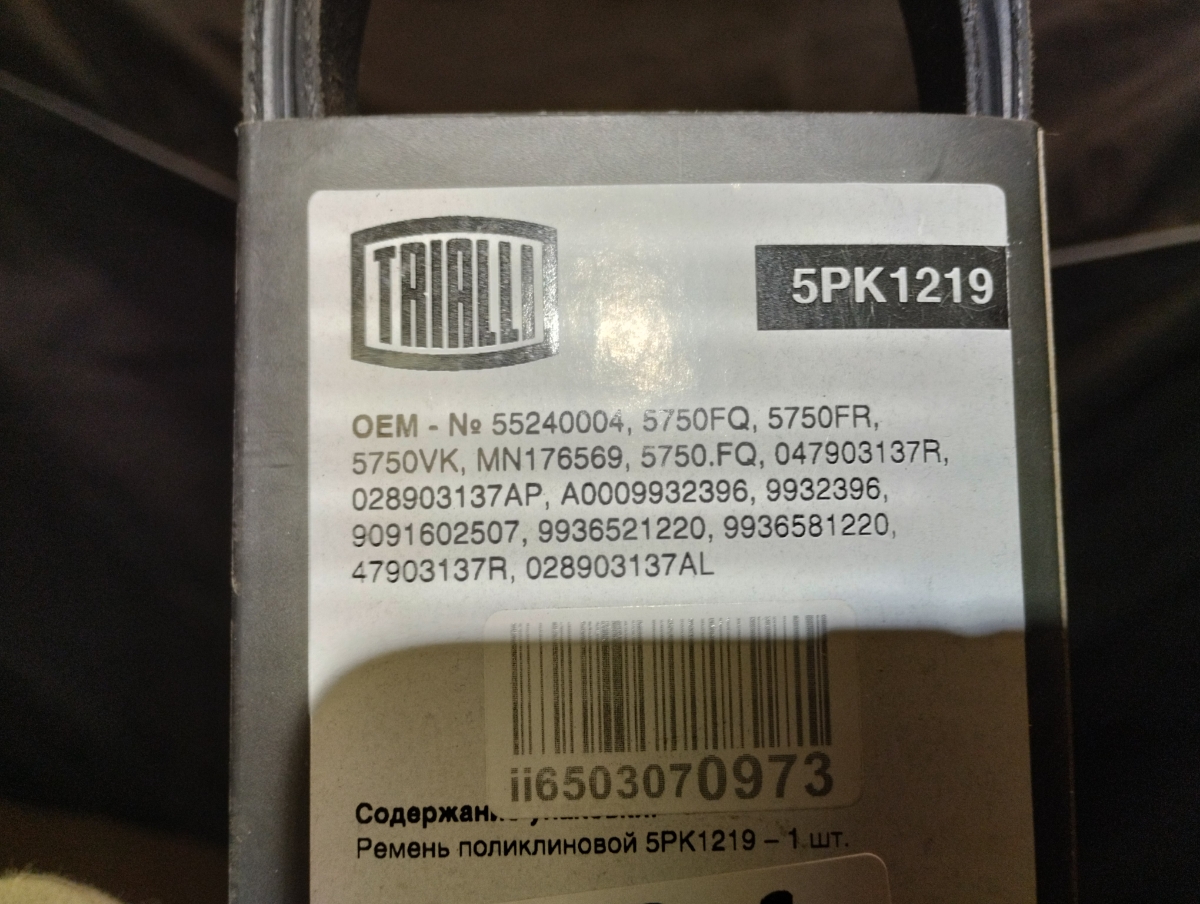 TRIALLI
5PK1219
OEM - № 55240004, 5750FQ, 5750FR,
5750VK, MN176569, 5750.FQ, 047903137R,
028903137AP, A0009932396, 9932396,
9091602507, 9936521220, 9936581220,
47903137R, 028903137AL
ii6503070973
Ремень поликлиновой 5PK1219 – 1 шт.